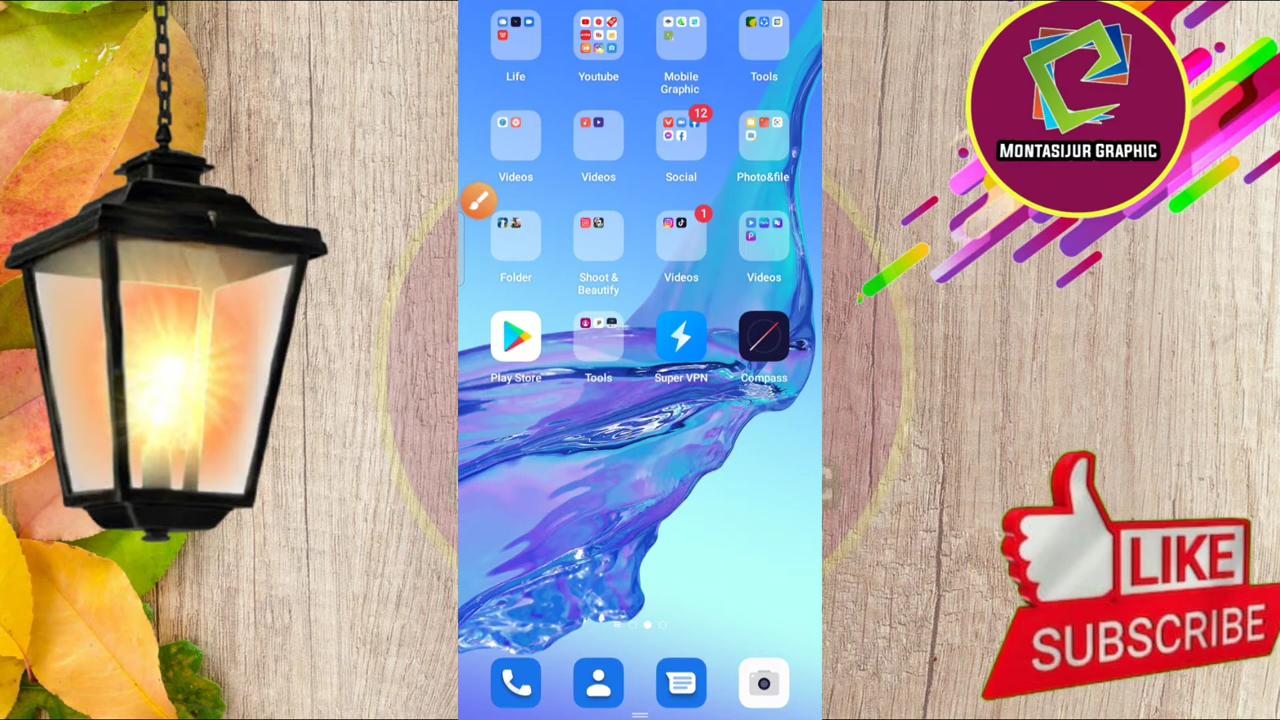 Life
Youtube
Mobile
Graphic
Tools
MONTASIJUR GRAPHIC
12
Videos
Videos
Social
Photo&file
1
Folder
Shoot &
Beautify
Videos
Videos
Play Store
Tools
Super VPN
Compass
LIKE
SUBSCRIBE